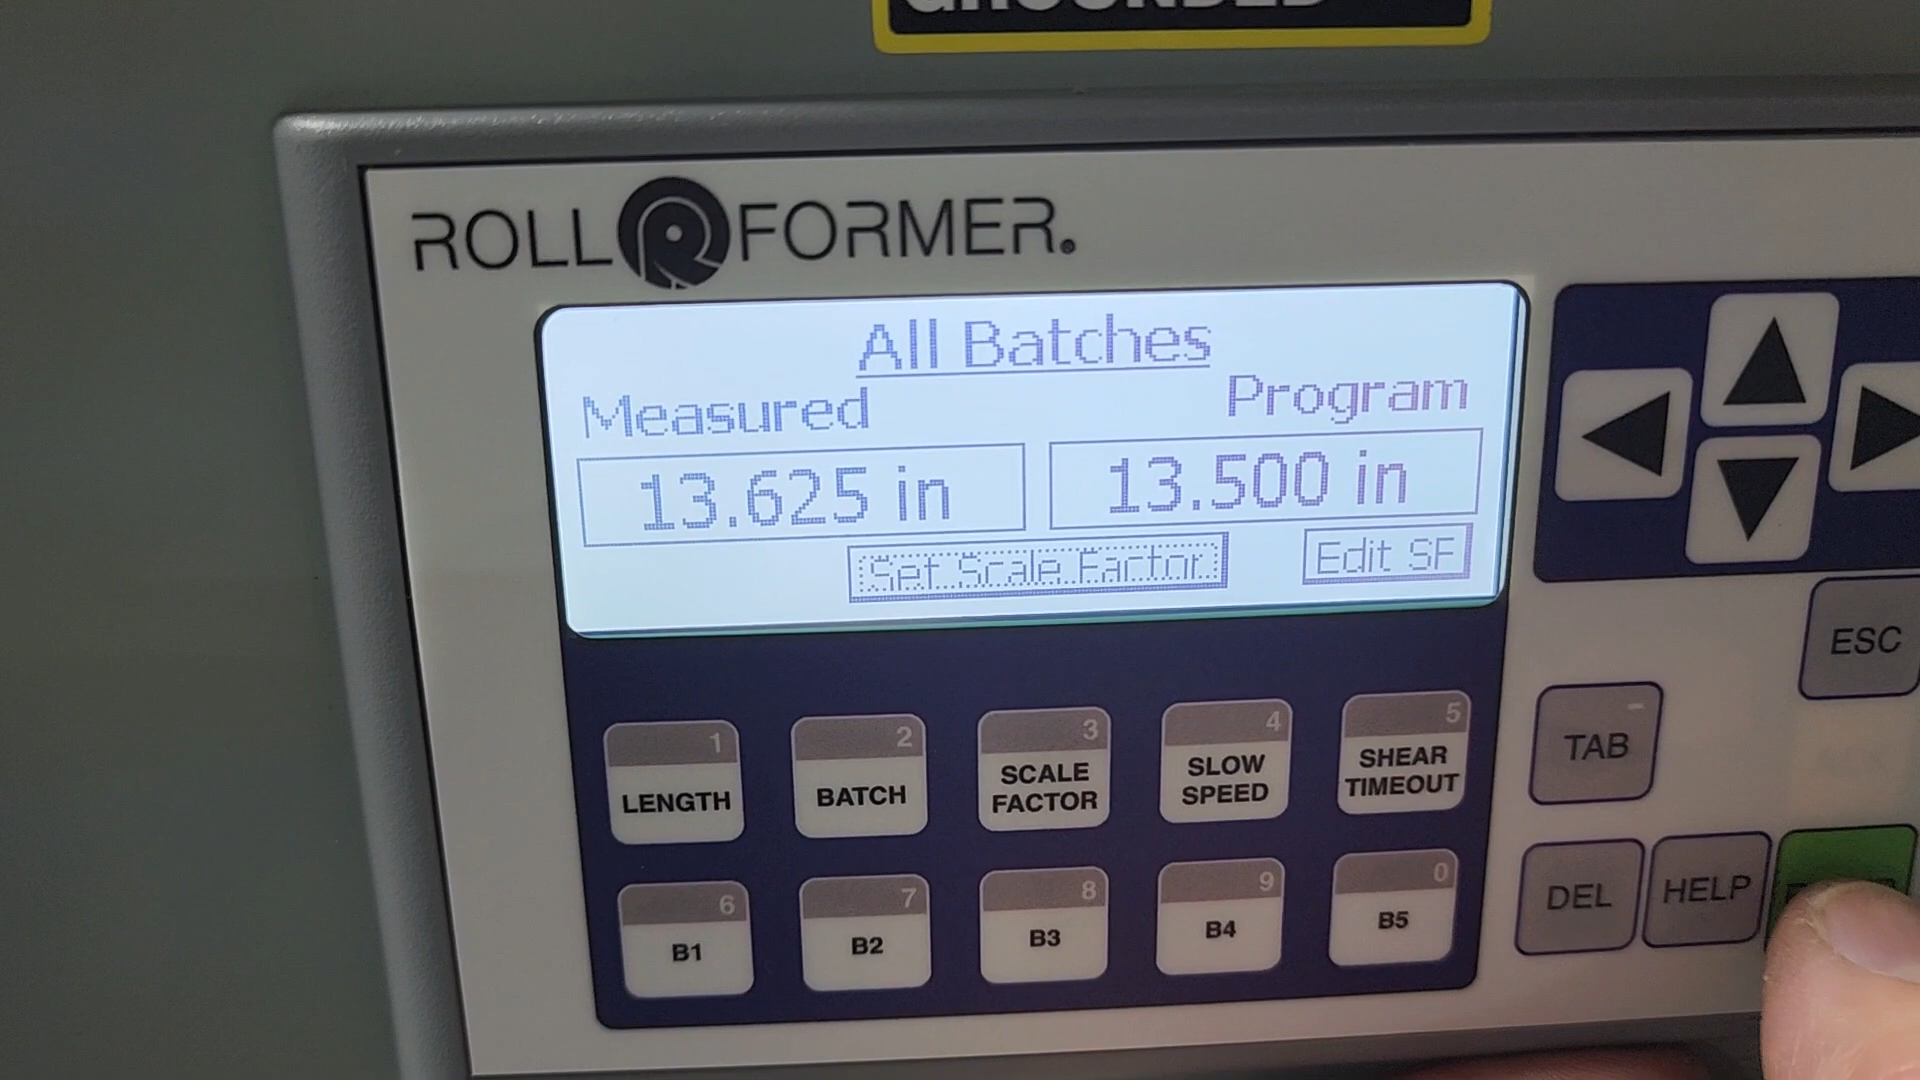 GROUNDED
ROLL FORMER.
All Batches
Measured
Program
13.625 in
13.500 in
Set Scale Factor
Edit SF
ESC
TAB -
1
LENGTH
2
BATCH
3
SCALE
FACTOR
4
SLOW
SPEED
5
SHEAR
TIMEOUT
6
B1
7
B2
8
B3
9
B4
0
B5
DEL
HELP